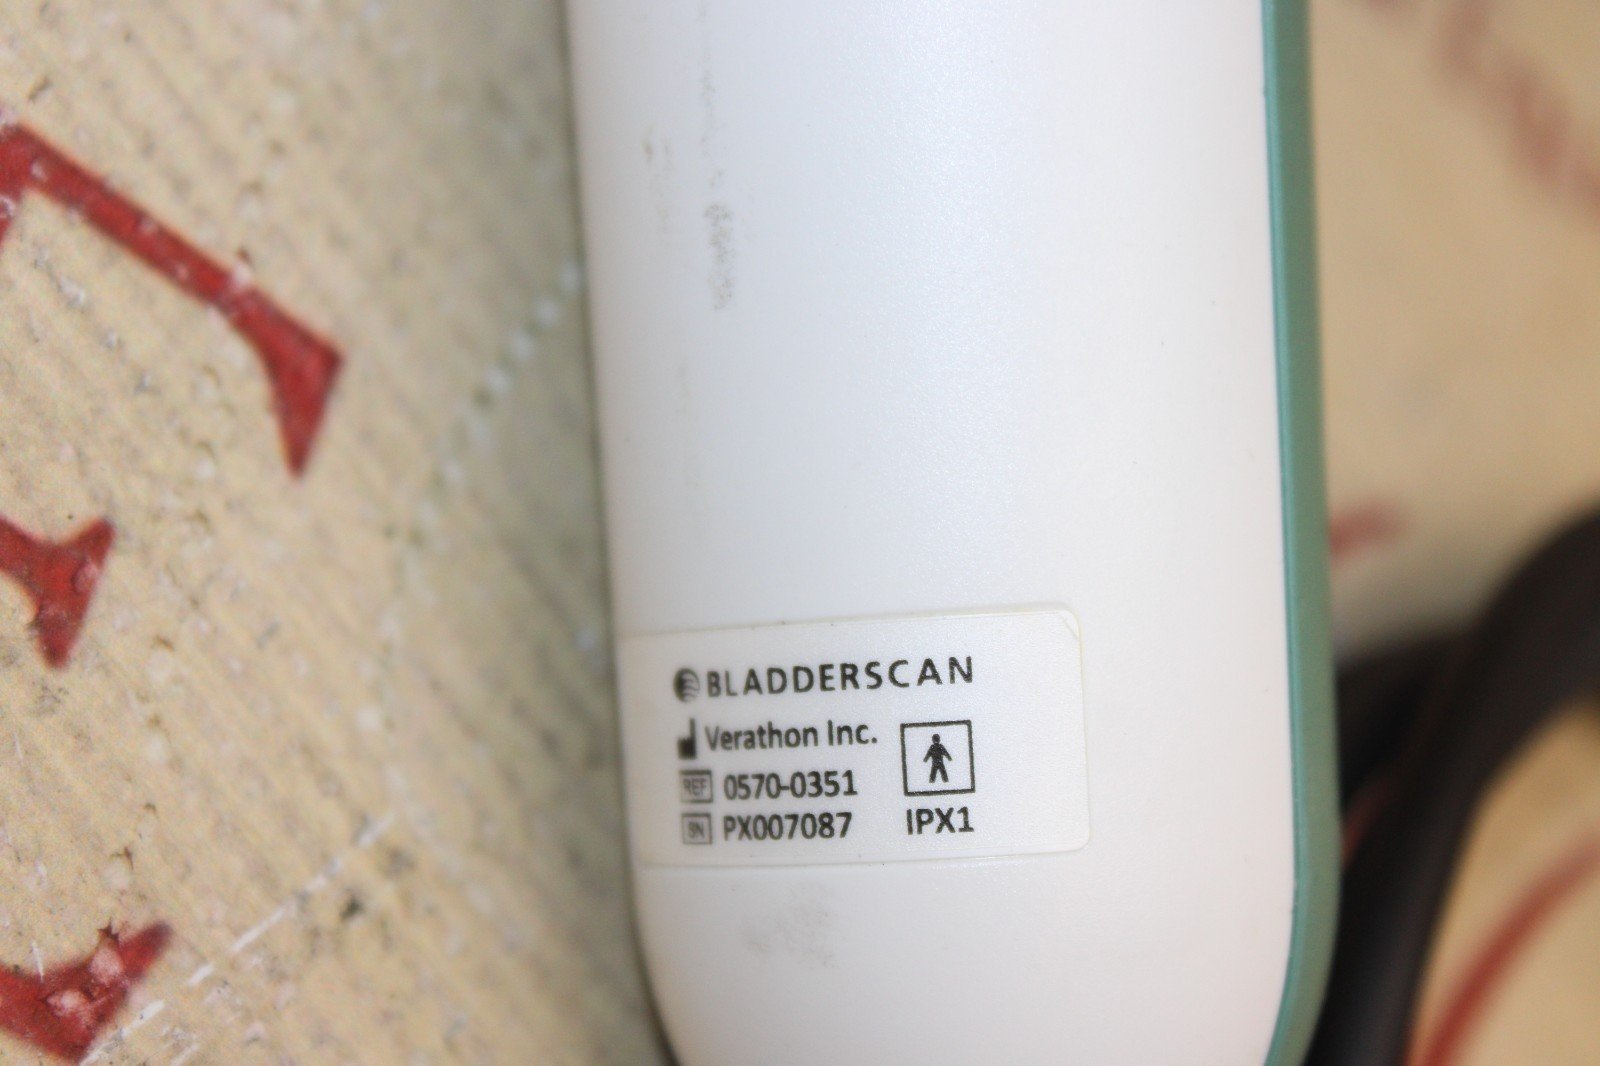 BLADDERSCAN
Verathon Inc.
REF 0570-0351
SN PX007087
IPX1